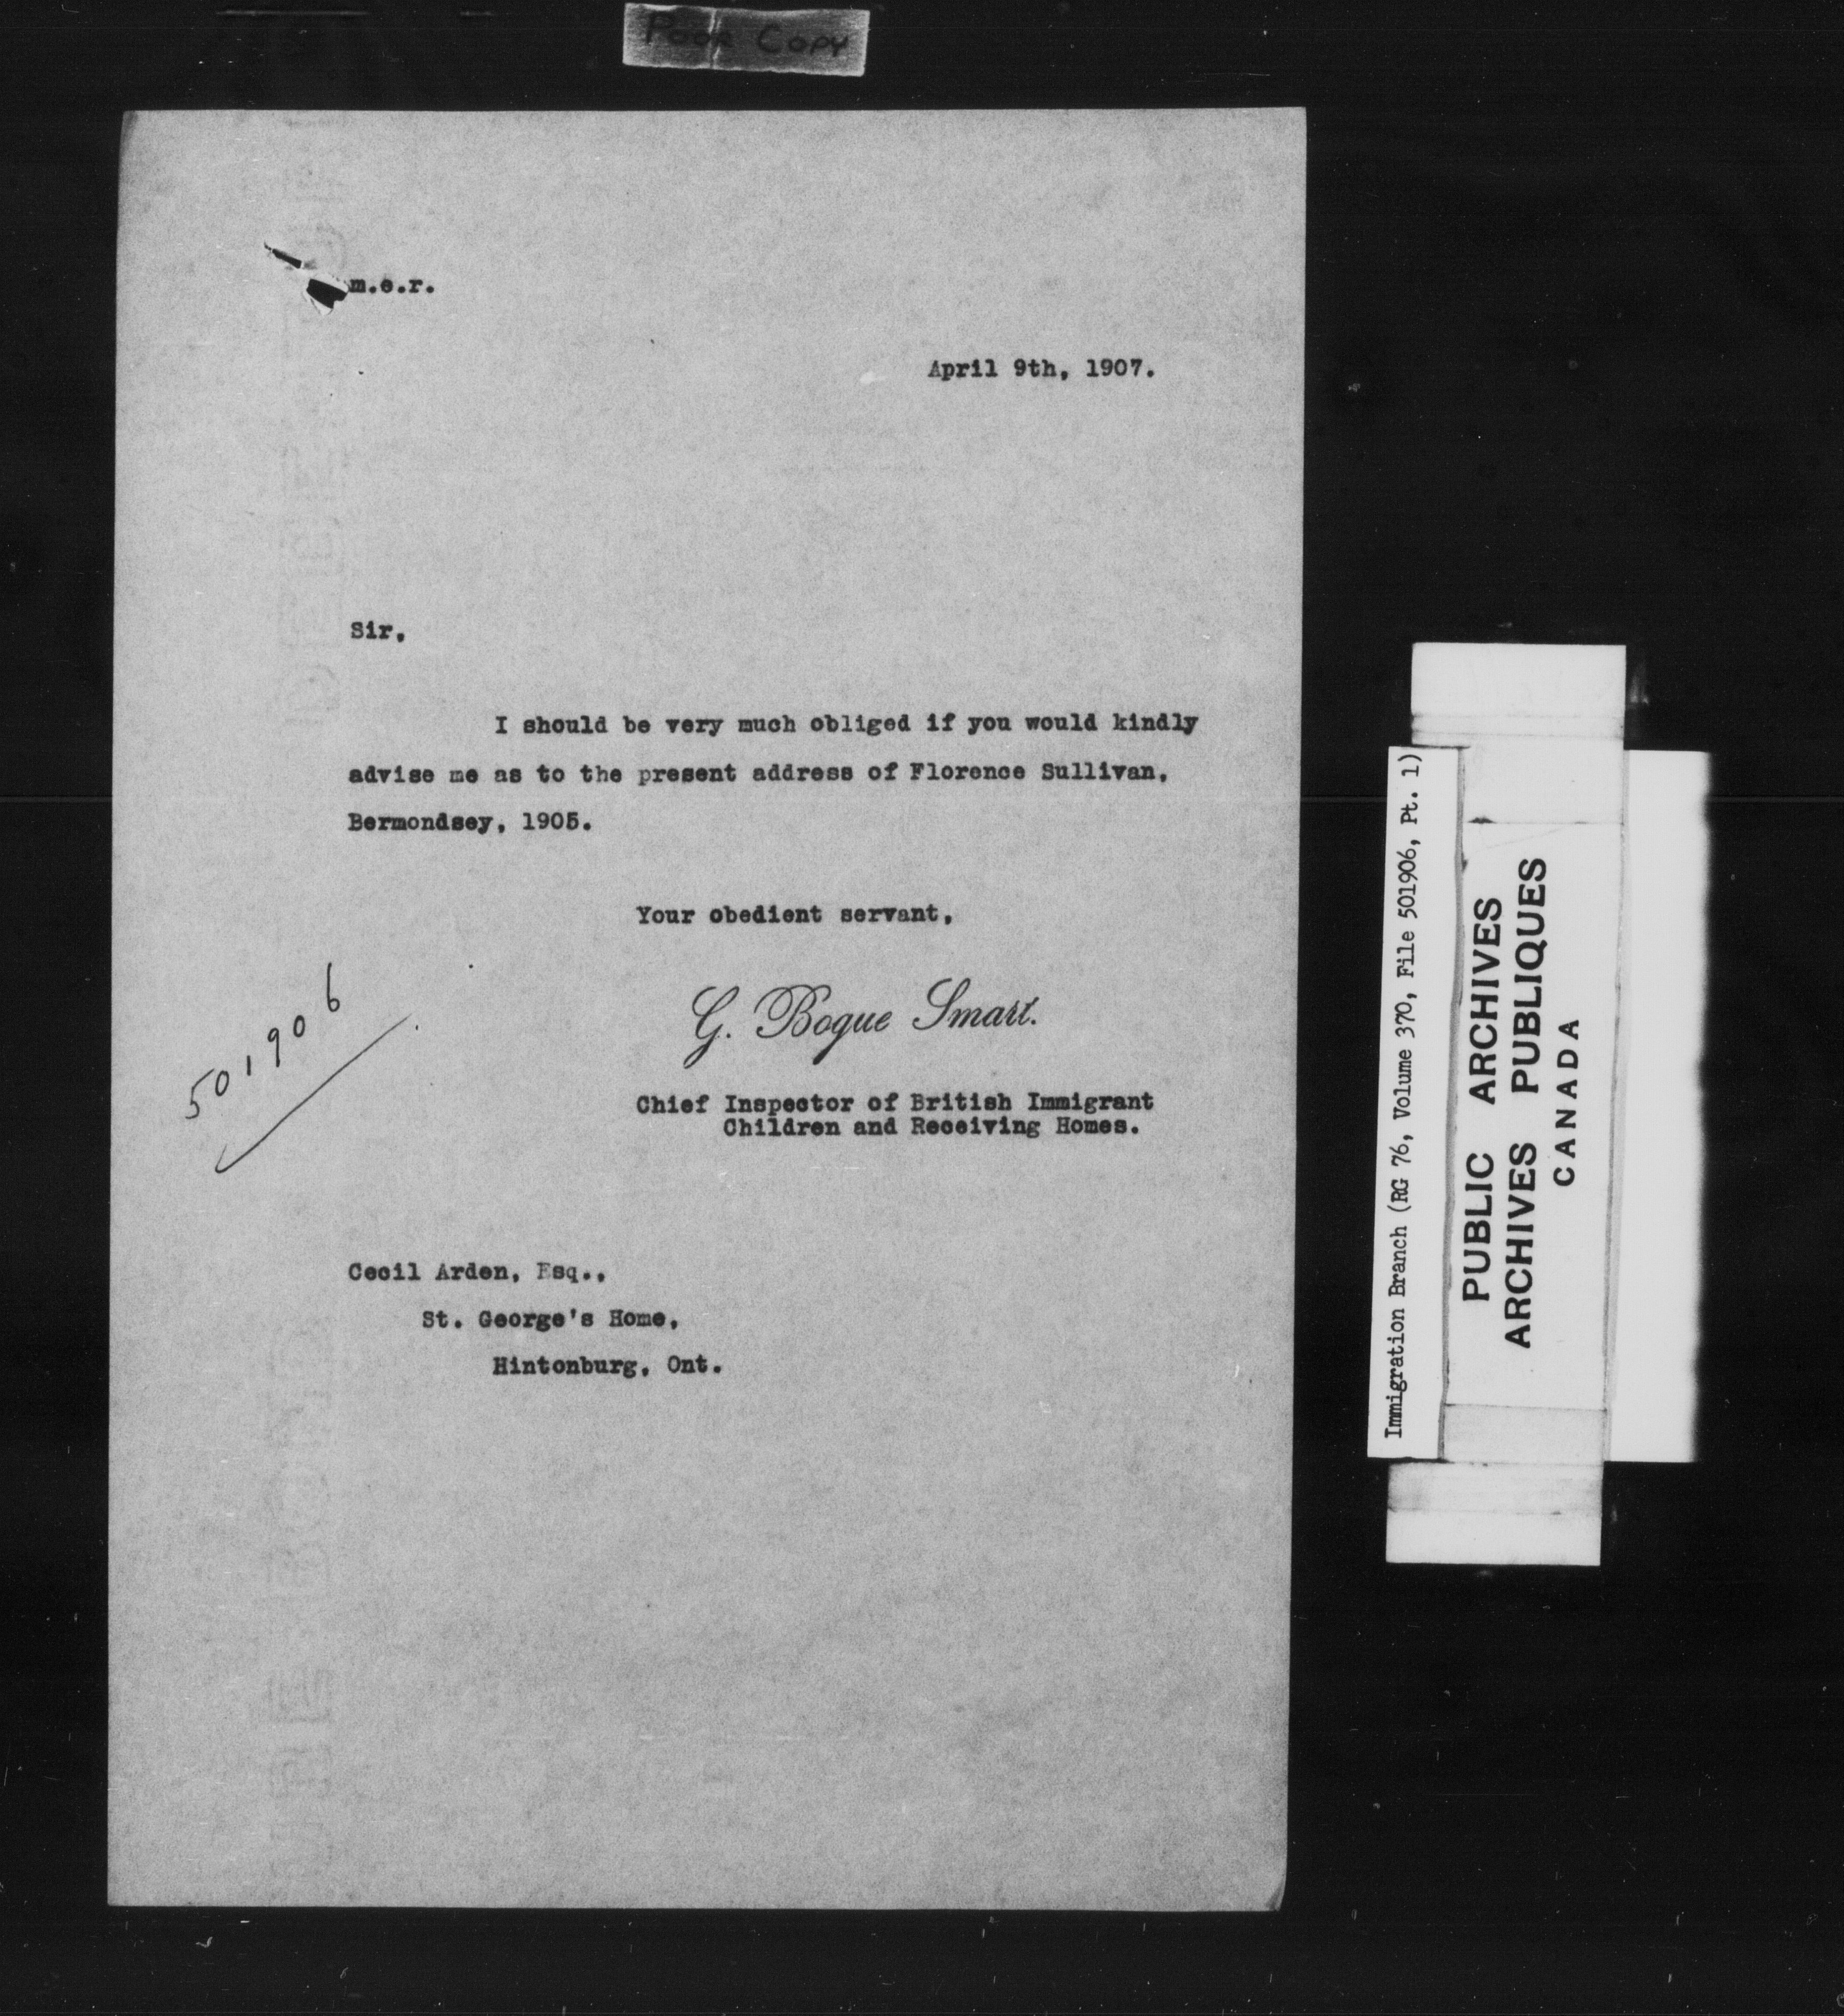 Poor Copy
m.e.r.
April 9th, 1907.
Sir,
I should be very much obliged if you would kindly
advise me as to the present address of Florence Sullivan,
Bermondsey, 1905.
Your obedient servant,
G. Bogue Smart.
501906
Chief Inspector of British Immigrant
Children and Receiving Homes.
Cecil Arden, Esq.,
St. George's Home,
Hintonburg, Ont.
Immigration Branch (RG 76, Volume 370, File 501906, Pt. 1)
PUBLIC ARCHIVES
ARCHIVES PUBLIQUES
CANADA